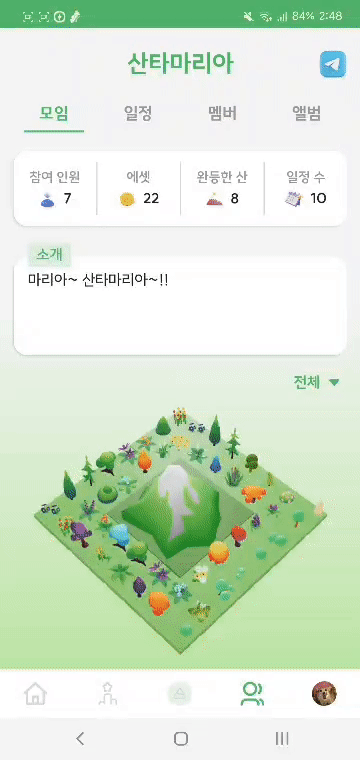 84% 2:48
산타마리아
모임 일정 멤버 앨범
참여 인원 에셋 완등한 산 일정 수
7 22 8 10
소개
마리아~ 산타마리아~!!
전체